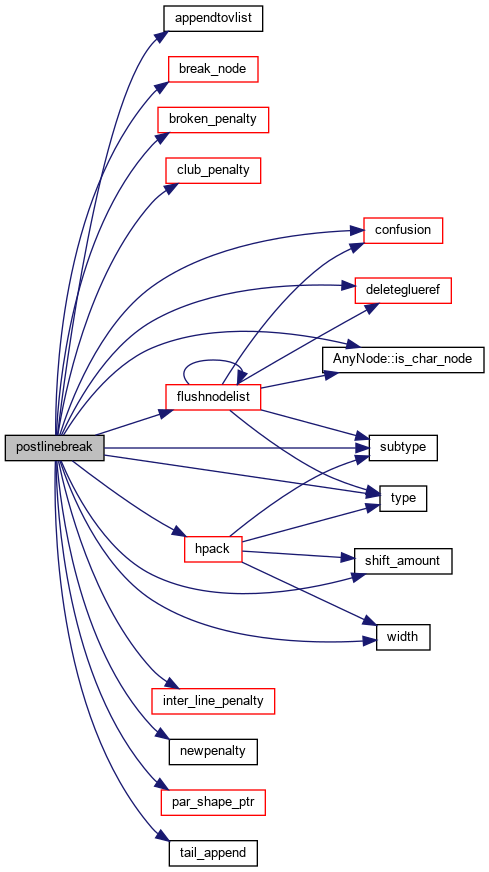 appendtovlist
break_node
broken_penalty
club_penalty
confusion
deleteglueref
AnyNode::is_char_node
flushnodelist
subtype
postlinebreak
type
hpack
shift_amount
width
inter_line_penalty
newpenalty
par_shape_ptr
tail_append